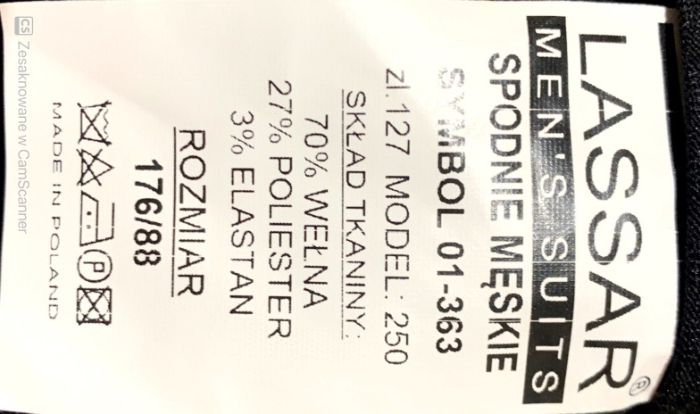 LASSAR®
MEN'S SUITS
SPODNIE MĘSKIE
SYMBOL 01-363
zl.127 MODEL: 250
SKŁAD TKANINY:
70% WEŁNA
27% POLIESTER
3% ELASTAN
ROZMIAR
176/88
P
MADE IN POLAND
CS Zeskanowane w CamScanner